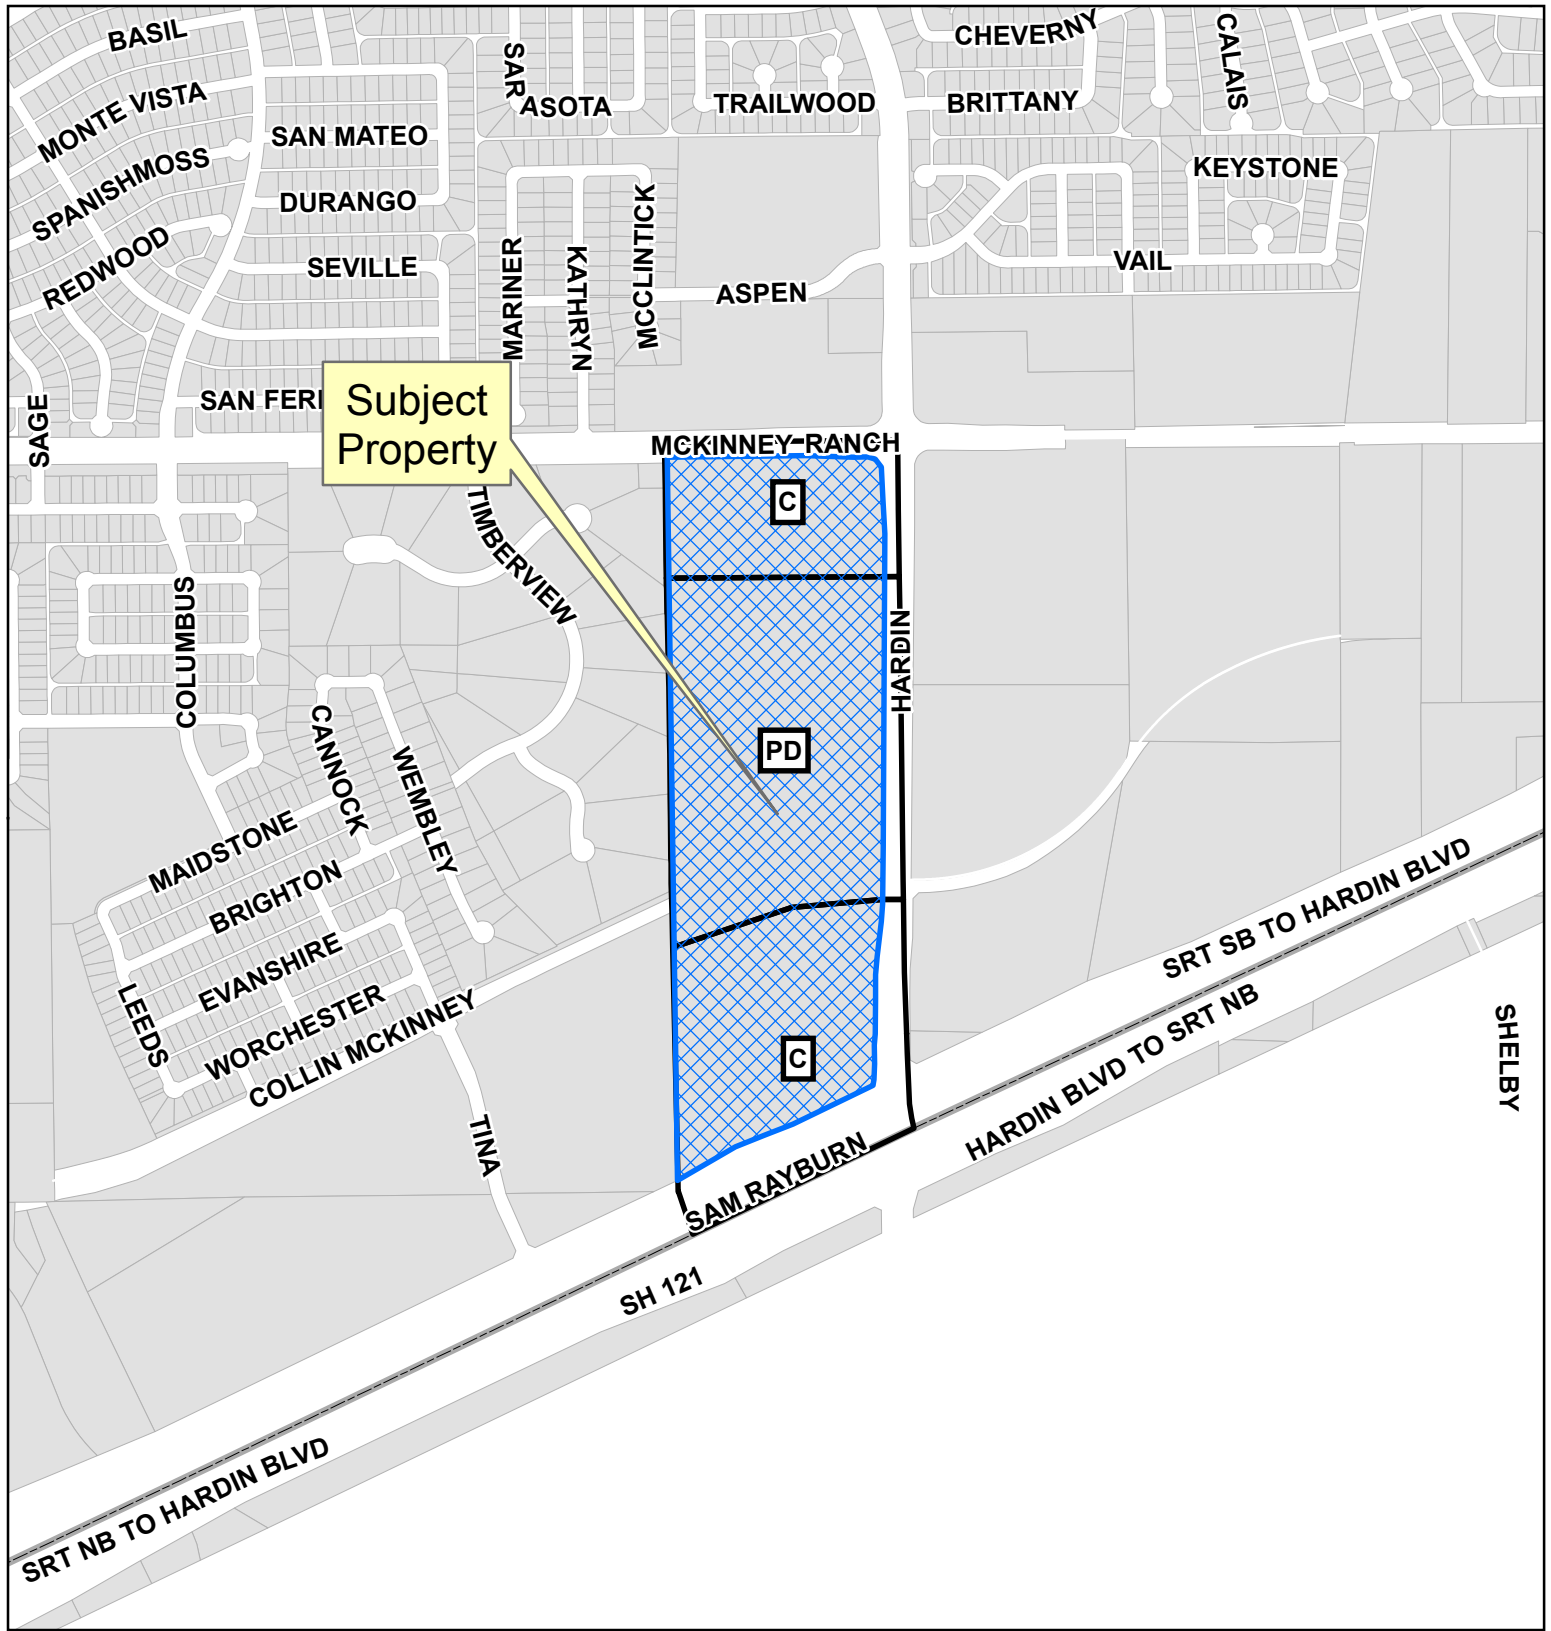 BASIL
SAR
CHEVERNY
CALAIS
MONTE VISTA
ASOTA
TRAILWOOD
BRITTANY
SAN MATEO
SPANISHMOSS
KEYSTONE
DURANGO
MCCLINTICK
REDWOOD
SEVILLE
MARINER
KATHRYN
VAIL
ASPEN
SAGE
SAN FERI
Subject
Property
MCKINNEY RANCH
C
TIMBERVIEW
COLUMBUS
HARDIN
CANNOCK
PD
WEMBLEY
MAIDSTONE
BRIGHTON
SRT SB TO HARDIN BLVD
EVANSHIRE
LEEDS
WORCHESTER
COLLIN MCKINNEY
C
HARDIN BLVD TO SRT NB
SHELBY
TINA
SAM RAYBURN
SH 121
SRT NB TO HARDIN BLVD